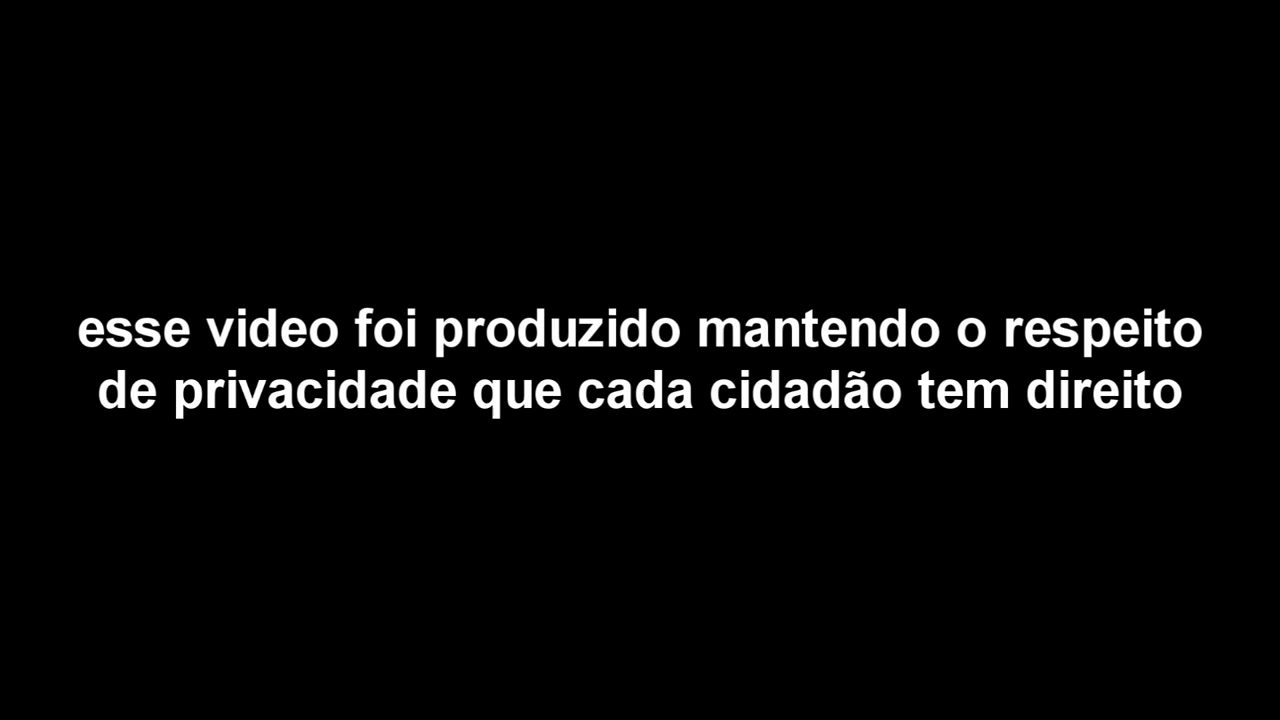 esse video foi produzido mantendo o respeito
de privacidade que cada cidadão tem direito